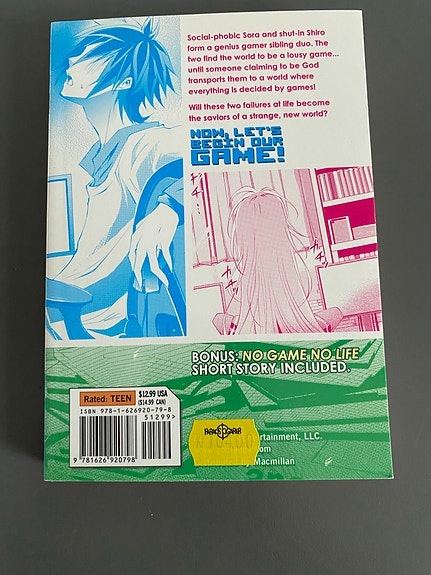 Social-phobic Sora and shut-in Shiro
form a genius gamer sibling duo. The
two find the world to be a lousy game...
until someone claiming to be God
transports them to a world where
everything is decided by games!
Will these two failures at life become
the saviors of a strange, new world?
NOW, LET'S
BEGIN OUR
GAME!
BONUS: NO GAME NO LIFE
SHORT STORY INCLUDED.
Rated: TEEN
$12.99 USA
($14.99 CAN)
ISBN 978-1-626920-79-8
51299>
9 781626 920798
ertainment, LLC.
om
Macmillan